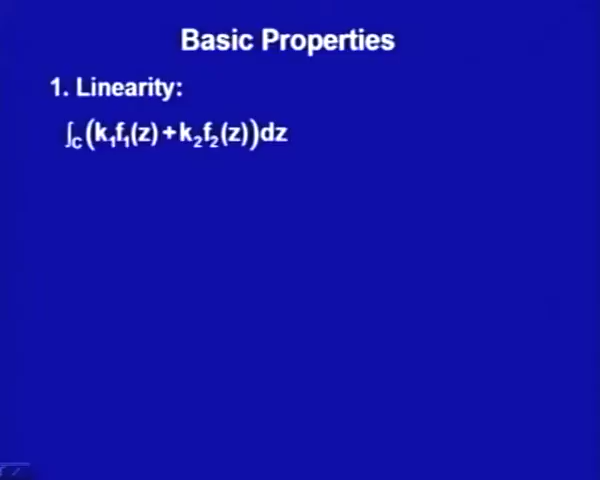 Basic Properties
1. Linearity:
∫C(k₁f₁(z)+k₂f₂(z))dz